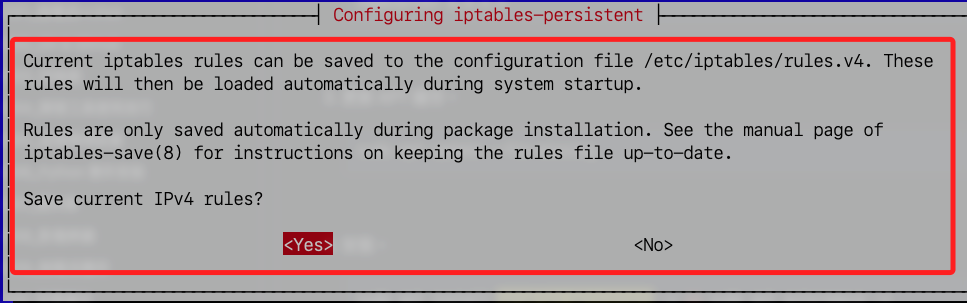 Configuring iptables-persistent
Current iptables rules can be saved to the configuration file /etc/iptables/rules.v4. These
rules will then be loaded automatically during system startup.
Rules are only saved automatically during package installation. See the manual page of
iptables-save(8) for instructions on keeping the rules file up-to-date.
Save current IPv4 rules?
<Yes> <No>